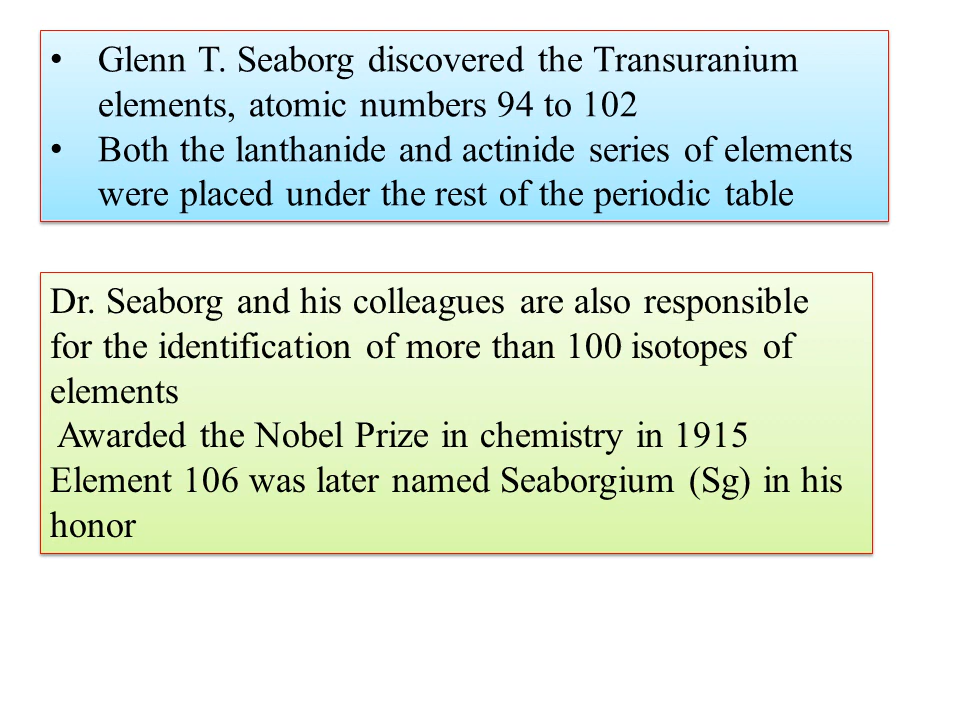 • Glenn T. Seaborg discovered the Transuranium
elements, atomic numbers 94 to 102
• Both the lanthanide and actinide series of elements
were placed under the rest of the periodic table
Dr. Seaborg and his colleagues are also responsible
for the identification of more than 100 isotopes of
elements
Awarded the Nobel Prize in chemistry in 1915
Element 106 was later named Seaborgium (Sg) in his
honor